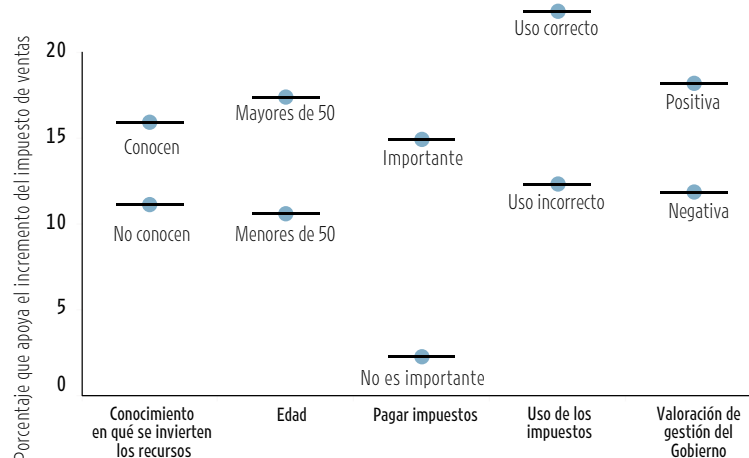 Porcentaje que apoya el incremento del impuesto de ventas
20
15
10
5
0
Conocen
No conocen
Mayores de 50
Menores de 50
Importante
No es importante
Uso correcto
Uso incorrecto
Positiva
Negativa
Conocimiento
en qué se invierten
los recursos
Edad
Pagar impuestos
Uso de los
impuestos
Valoración de
gestión del
Gobierno